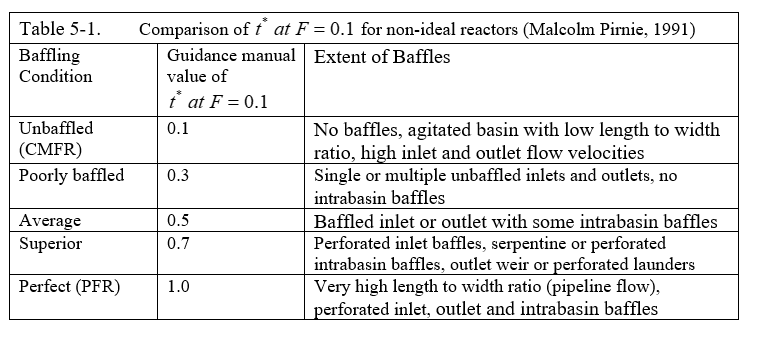 Table 5-1. Comparison of t* at F = 0.1 for non-ideal reactors (Malcolm Pirnie, 1991)
Baffling
Condition
Guidance manual
value of
t* at F = 0.1
Extent of Baffles
Unbaffled
(CMFR)
0.1
No baffles, agitated basin with low length to width
ratio, high inlet and outlet flow velocities
Poorly baffled
0.3
Single or multiple unbaffled inlets and outlets, no
intrabasin baffles
Average
0.5
Baffled inlet or outlet with some intrabasin baffles
Superior
0.7
Perforated inlet baffles, serpentine or perforated
intrabasin baffles, outlet weir or perforated launders
Perfect (PFR)
1.0
Very high length to width ratio (pipeline flow),
perforated inlet, outlet and intrabasin baffles